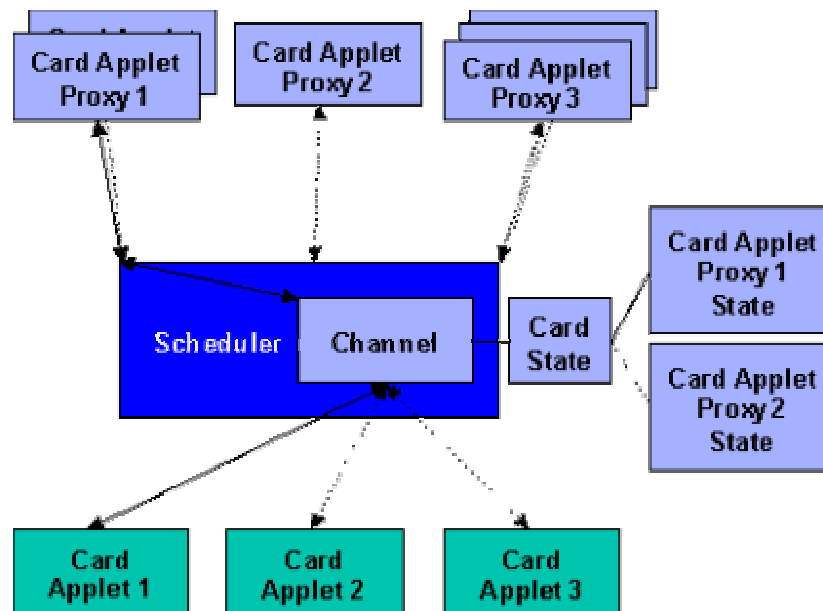 Card Applet
Proxy 1
Card Applet
Proxy 2
Card Applet
Proxy 3
Card Applet
Proxy 1
State
Scheduler
Channel
Card
State
Card Applet
Proxy 2
State
Card
Applet 1
Card
Applet 2
Card
Applet 3